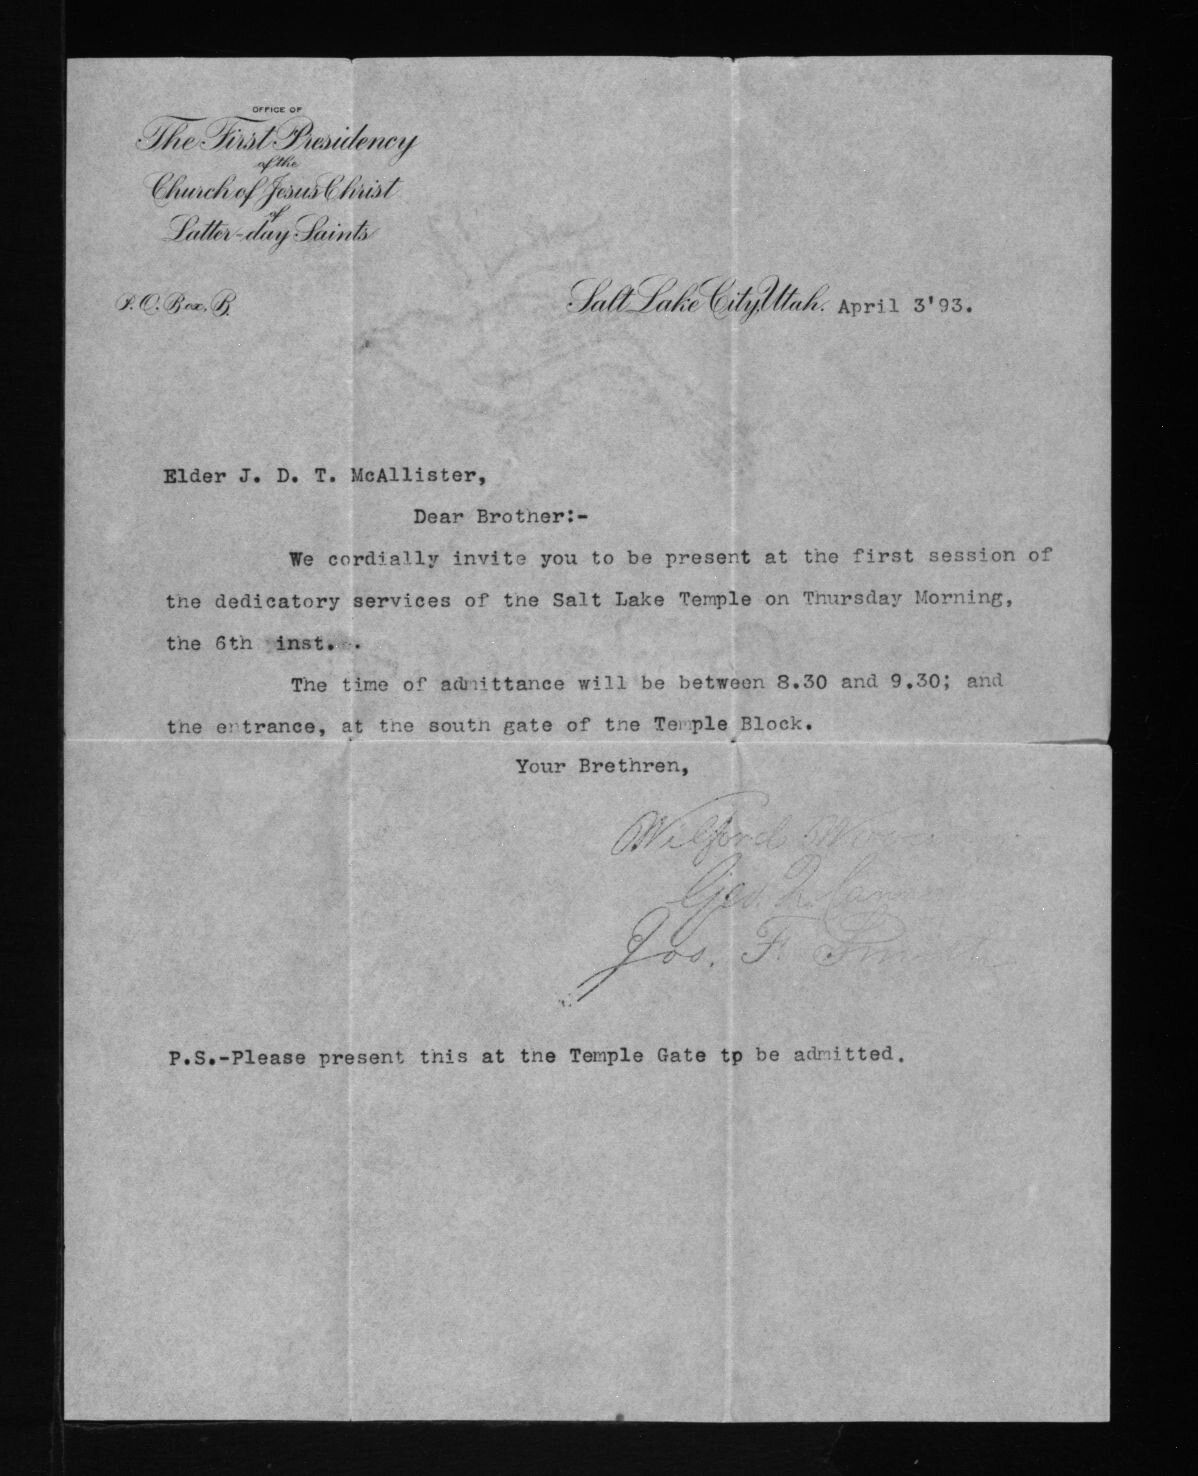 OFFICE OF
The First Presidency
of the
Church of Jesus Christ
of
Latter-day Saints
P. O. Box, B.
Salt Lake City, Utah. April 3'93.
Elder J. D. T. McAllister,
Dear Brother:-
We cordially invite you to be present at the first session of
the dedicatory services of the Salt Lake Temple on Thursday Morning,
the 6th inst. .
The time of admittance will be between 8.30 and 9.30; and
the entrance, at the south gate of the Temple Block.
Your Brethren,
Wilford
Geo. Q. Cannon
Jos. F. Smith
P.S.-Please present this at the Temple Gate tp be admitted.